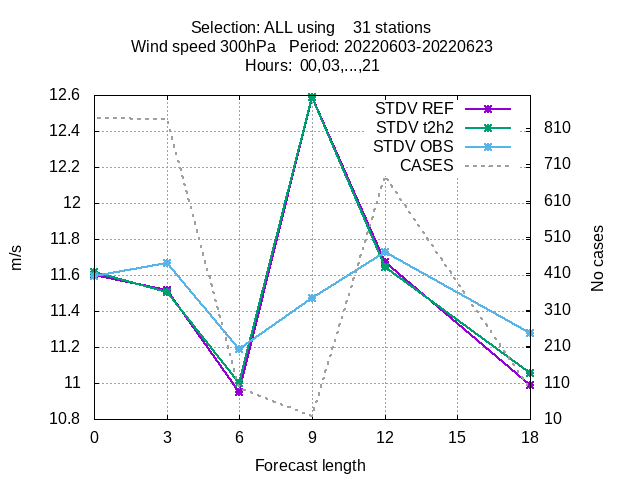 Selection: ALL using    31 stations
Wind speed 300hPa   Period: 20220603-20220623
Hours:  00,03,...,21
STDV REF
STDV t2h2
STDV OBS
CASES
12.6
12.4
12.2
12
11.8
11.6
11.4
11.2
11
10.8
m/s
810
710
610
510
410
310
210
110
10
No cases
0 3 6 9 12 15 18
Forecast length